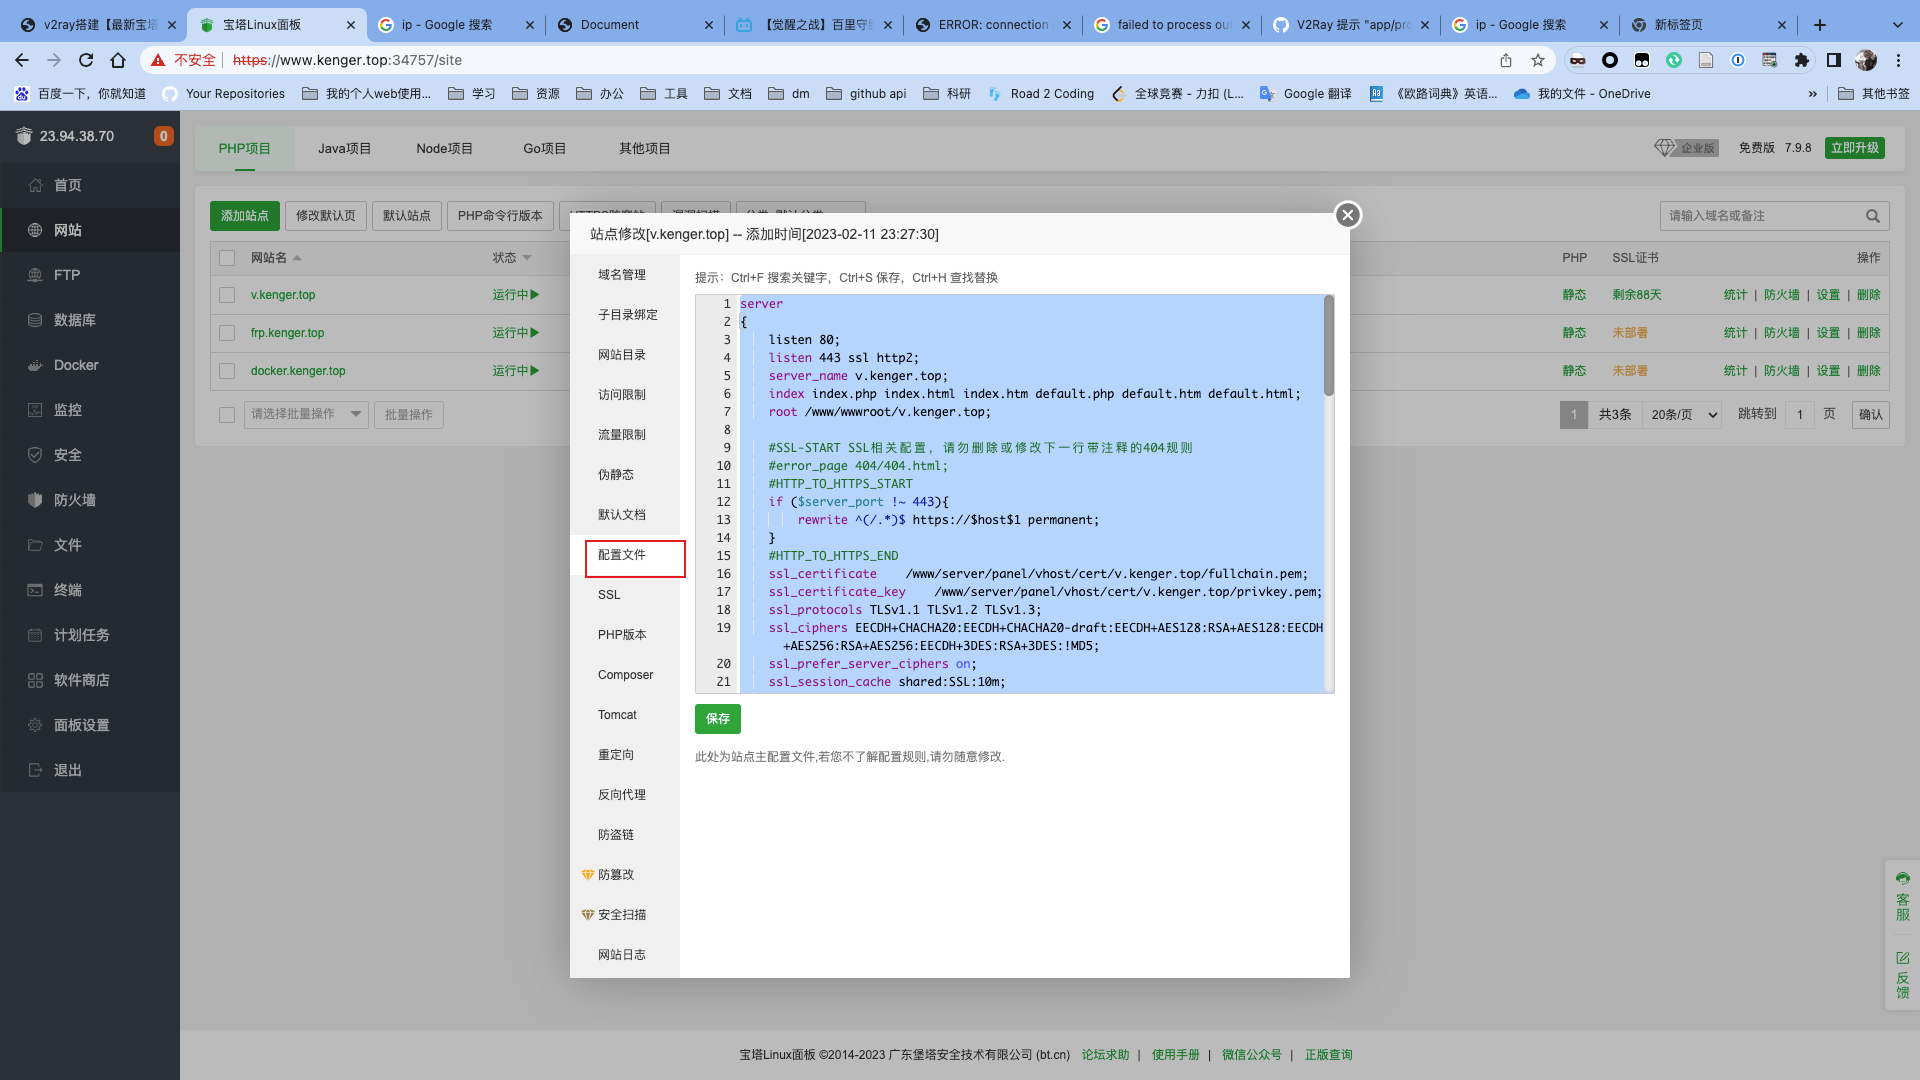 v2ray搭建【最新宝塔
宝塔Linux面板
ip - Google 搜索
Document
【觉醒之战】百里守约
ERROR: connection
failed to process out
V2Ray 提示 "app/pro
ip - Google 搜索
新标签页
不安全
https://www.kenger.top:34757/site
百度一下，你就知道
Your Repositories
我的个人web使用...
学习
资源
办公
工具
文档
dm
github api
科研
Road 2 Coding
全球竞赛 - 力扣 (L...
Google 翻译
《欧路词典》英语...
我的文件 - OneDrive
»
其他书签
23.94.38.70
0
首页
网站
FTP
数据库
Docker
监控
安全
防火墙
文件
终端
计划任务
软件商店
面板设置
退出
PHP项目
Java项目
Node项目
Go项目
其他项目
企业版
免费版
7.9.8
立即升级
添加站点
修改默认页
默认站点
PHP命令行版本
请输入域名或备注
网站名
状态
PHP
SSL证书
操作
v.kenger.top
运行中
静态
剩余88天
统计 | 防火墙 | 设置 | 删除
frp.kenger.top
运行中
静态
未部署
统计 | 防火墙 | 设置 | 删除
docker.kenger.top
运行中
静态
未部署
统计 | 防火墙 | 设置 | 删除
请选择批量操作
批量操作
1
共3条
20条/页
跳转到
1
页
确认
站点修改[v.kenger.top] -- 添加时间[2023-02-11 23:27:30]
域名管理
子目录绑定
网站目录
访问限制
流量限制
伪静态
默认文档
配置文件
SSL
PHP版本
Composer
Tomcat
重定向
反向代理
防盗链
防篡改
安全扫描
网站日志
提示：Ctrl+F 搜索关键字，Ctrl+S 保存，Ctrl+H 查找替换
1 server
2 {
3 listen 80;
4 listen 443 ssl http2;
5 server_name v.kenger.top;
6 index index.php index.html index.htm default.php default.htm default.html;
7 root /www/wwwroot/v.kenger.top;
8
9 #SSL-START SSL相关配置，请勿删除或修改下一行带注释的404规则
10 #error_page 404/404.html;
11 #HTTP_TO_HTTPS_START
12 if ($server_port !~ 443){
13 rewrite ^(/.*)$ https://$host$1 permanent;
14 }
15 #HTTP_TO_HTTPS_END
16 ssl_certificate    /www/server/panel/vhost/cert/v.kenger.top/fullchain.pem;
17 ssl_certificate_key    /www/server/panel/vhost/cert/v.kenger.top/privkey.pem;
18 ssl_protocols TLSv1.1 TLSv1.2 TLSv1.3;
19 ssl_ciphers EECDH+CHACHA20:EECDH+CHACHA20-draft:EECDH+AES128:RSA+AES128:EECDH
+AES256:RSA+AES256:EECDH+3DES:RSA+3DES:!MD5;
20 ssl_prefer_server_ciphers on;
21 ssl_session_cache shared:SSL:10m;
保存
此处为站点主配置文件,若您不了解配置规则,请勿随意修改.
客服
反馈
宝塔Linux面板 ©2014-2023 广东堡塔安全技术有限公司 (bt.cn) 论坛求助 | 使用手册 | 微信公众号 | 正版查询